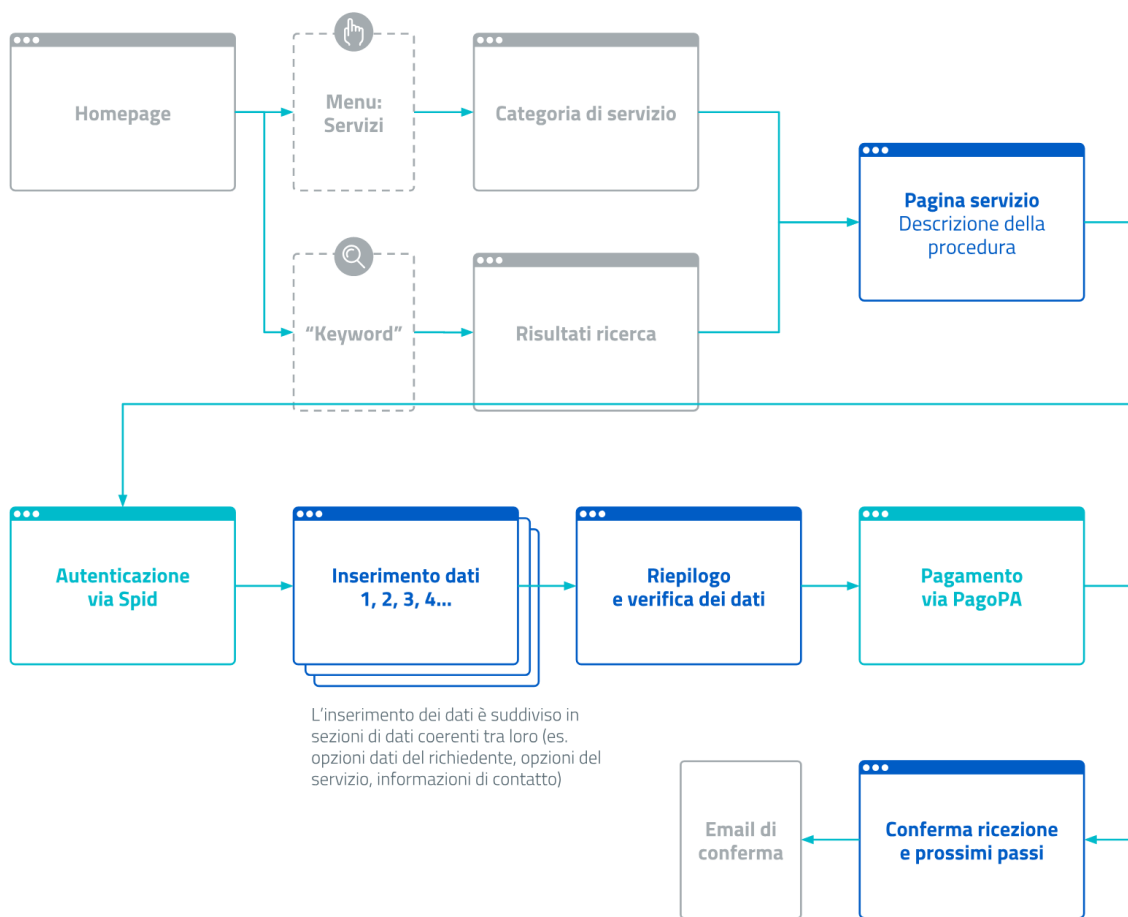 Homepage
Menu:
Servizi
Categoria di servizio
Pagina servizio
Descrizione della
procedura
“Keyword”
Risultati ricerca
Autenticazione
via Spid
Inserimento dati
1, 2, 3, 4...
Riepilogo
e verifica dei dati
Pagamento
via PagoPA
L’inserimento dei dati è suddiviso in
sezioni di dati coerenti tra loro (es.
opzioni dati del richiedente, opzioni del
servizio, informazioni di contatto)
Email di
conferma
Conferma ricezione
e prossimi passi